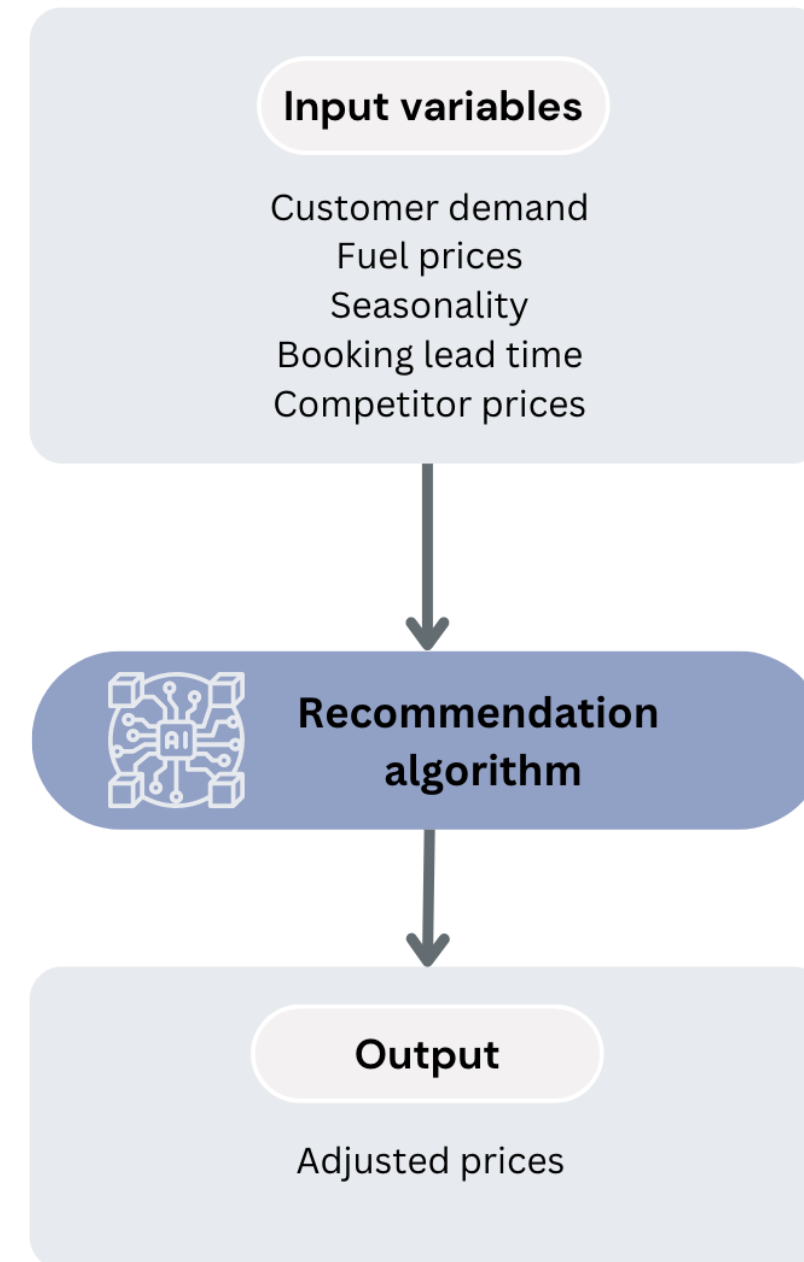 Input variables
Customer demand
Fuel prices
Seasonality
Booking lead time
Competitor prices
AI
Recommendation
algorithm
Output
Adjusted prices